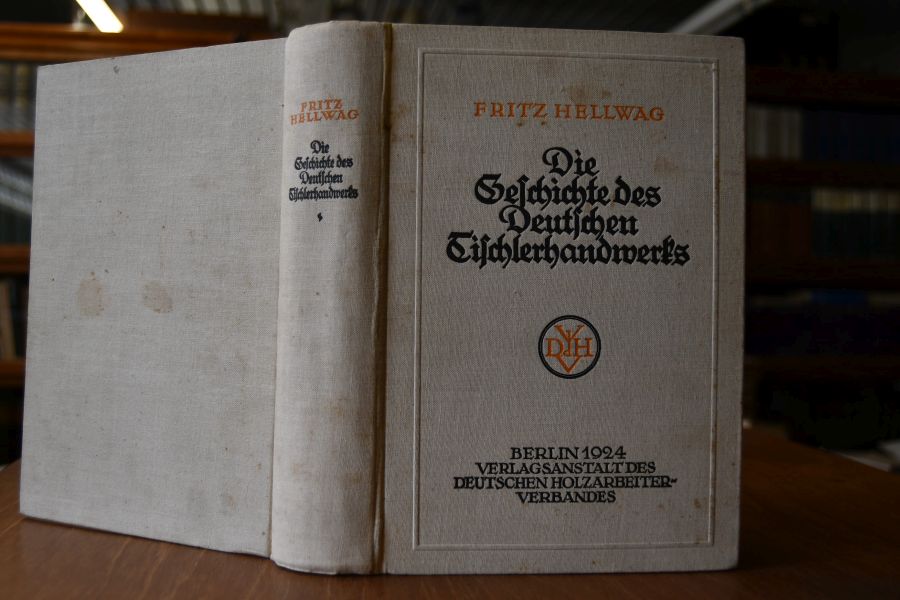 FRITZ
HELLWAG
Die
Geschichte des
Deutschen
Tischlerhandwerks
FRITZ HELLWAG
Die
Geschichte des
Deutschen
Tischlerhandwerks
VDHV
BERLIN 1924
VERLAGSANSTALT DES
DEUTSCHEN HOLZARBEITER-
VERBANDES